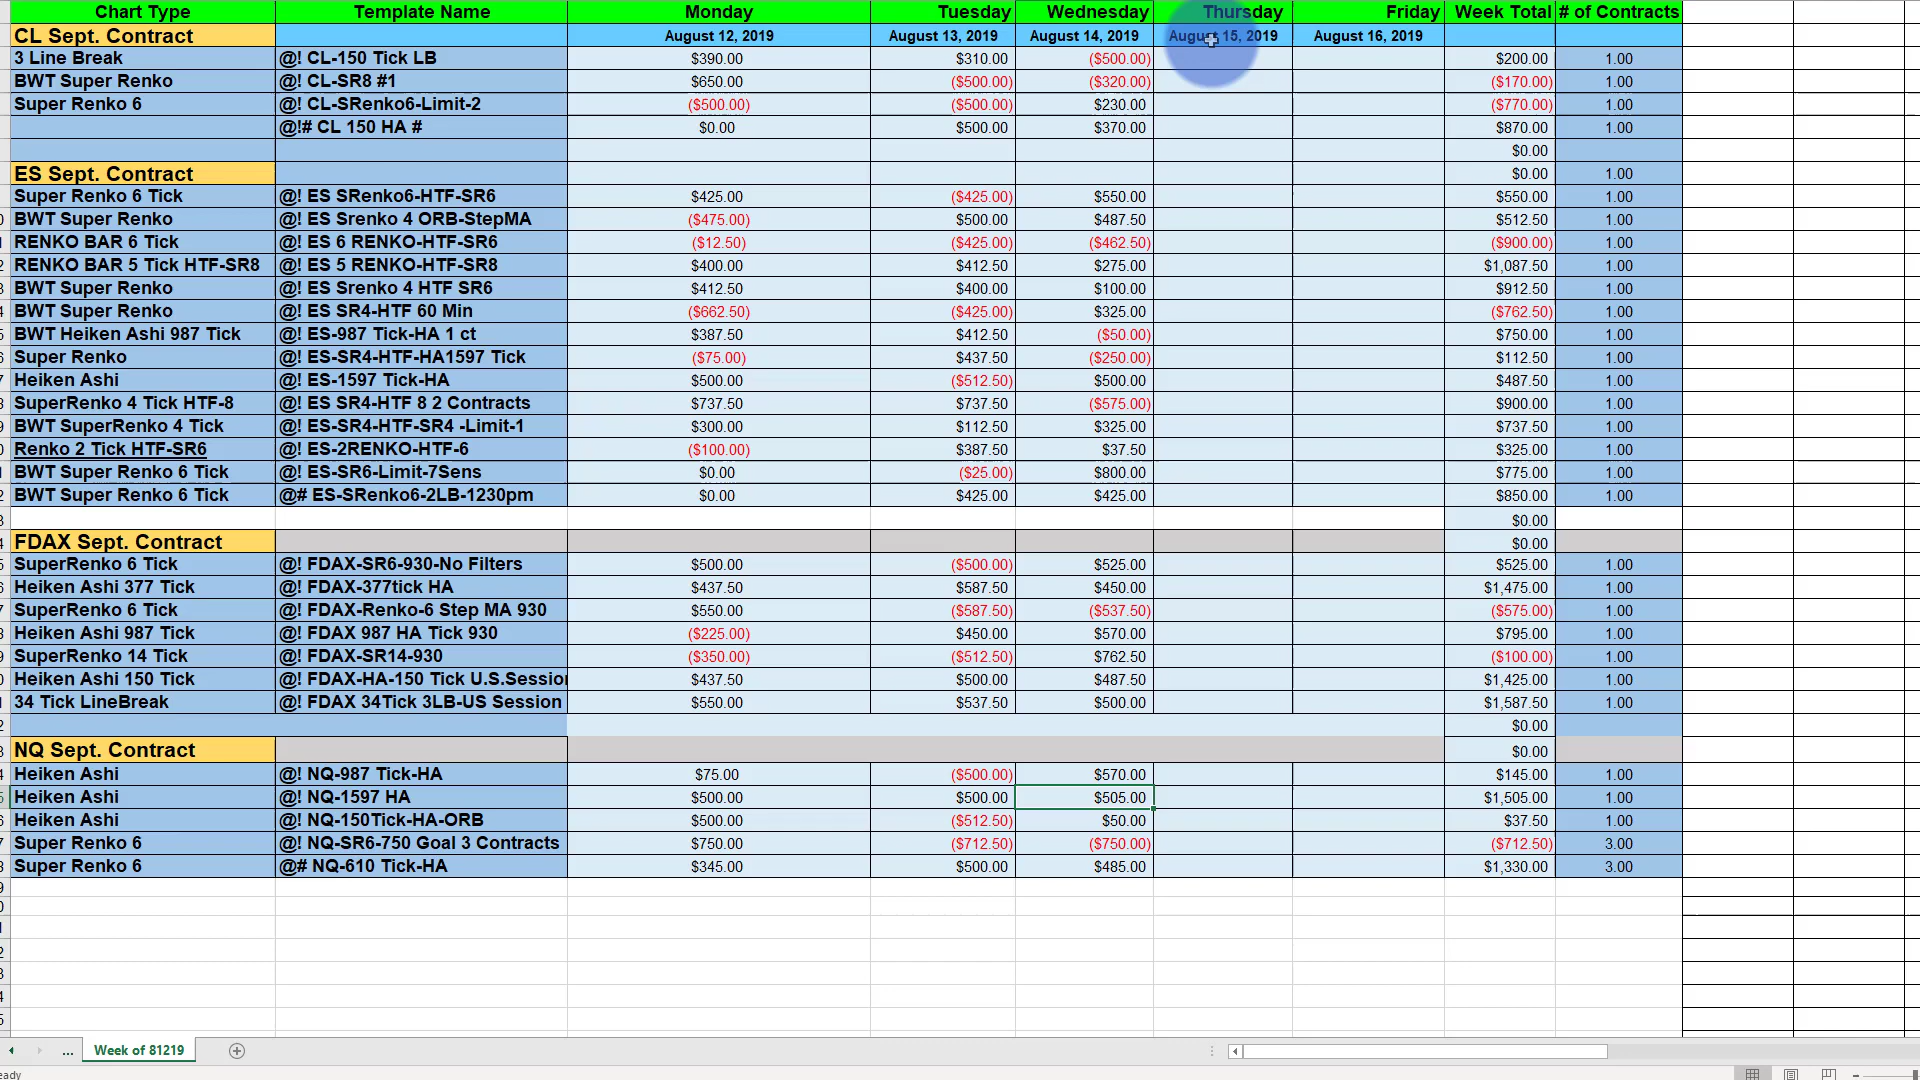 Chart Type Template Name Monday Tuesday Wednesday Thursday Friday Week Total # of Contracts
CL Sept. Contract August 12, 2019 August 13, 2019 August 14, 2019 August 15, 2019 August 16, 2019
3 Line Break @! CL-150 Tick LB $390.00 $310.00 ($500.00) $200.00 1.00
BWT Super Renko @! CL-SR8 #1 $650.00 ($500.00) ($320.00) ($170.00) 1.00
Super Renko 6 @! CL-SRenko6-Limit-2 ($500.00) ($500.00) $230.00 ($770.00) 1.00
@!# CL 150 HA # $0.00 $500.00 $370.00 $870.00 1.00
$0.00
ES Sept. Contract $0.00 1.00
Super Renko 6 Tick @! ES SRenko6-HTF-SR6 $425.00 ($425.00) $550.00 $550.00 1.00
BWT Super Renko @! ES Srenko 4 ORB-StepMA ($475.00) $500.00 $487.50 $512.50 1.00
RENKO BAR 6 Tick @! ES 6 RENKO-HTF-SR6 ($12.50) ($425.00) ($462.50) ($900.00) 1.00
RENKO BAR 5 Tick HTF-SR8 @! ES 5 RENKO-HTF-SR8 $400.00 $412.50 $275.00 $1,087.50 1.00
BWT Super Renko @! ES Srenko 4 HTF SR6 $412.50 $400.00 $100.00 $912.50 1.00
BWT Super Renko @! ES SR4-HTF 60 Min ($662.50) ($425.00) $325.00 ($762.50) 1.00
BWT Heiken Ashi 987 Tick @! ES-987 Tick-HA 1 ct $387.50 $412.50 ($50.00) $750.00 1.00
Super Renko @! ES-SR4-HTF-HA1597 Tick ($75.00) $437.50 ($250.00) $112.50 1.00
Heiken Ashi @! ES-1597 Tick-HA $500.00 ($512.50) $500.00 $487.50 1.00
SuperRenko 4 Tick HTF-8 @! ES SR4-HTF 8 2 Contracts $737.50 $737.50 ($575.00) $900.00 1.00
BWT SuperRenko 4 Tick @! ES-SR4-HTF-SR4 -Limit-1 $300.00 $112.50 $325.00 $737.50 1.00
Renko 2 Tick HTF-SR6 @! ES-2RENKO-HTF-6 ($100.00) $387.50 $37.50 $325.00 1.00
BWT Super Renko 6 Tick @! ES-SR6-Limit-7Sens $0.00 ($25.00) $800.00 $775.00 1.00
BWT Super Renko 6 Tick @# ES-SRenko6-2LB-1230pm $0.00 $425.00 $425.00 $850.00 1.00
$0.00
FDAX Sept. Contract $0.00
SuperRenko 6 Tick @! FDAX-SR6-930-No Filters $500.00 ($500.00) $525.00 $525.00 1.00
Heiken Ashi 377 Tick @! FDAX-377tick HA $437.50 $587.50 $450.00 $1,475.00 1.00
SuperRenko 6 Tick @! FDAX-Renko-6 Step MA 930 $550.00 ($587.50) ($537.50) ($575.00) 1.00
Heiken Ashi 987 Tick @! FDAX 987 HA Tick 930 ($225.00) $450.00 $570.00 $795.00 1.00
SuperRenko 14 Tick @! FDAX-SR14-930 ($350.00) ($512.50) $762.50 ($100.00) 1.00
Heiken Ashi 150 Tick @! FDAX-HA-150 Tick U.S.Session $437.50 $500.00 $487.50 $1,425.00 1.00
34 Tick LineBreak @! FDAX 34Tick 3LB-US Session $550.00 $537.50 $500.00 $1,587.50 1.00
$0.00
NQ Sept. Contract $0.00
Heiken Ashi @! NQ-987 Tick-HA $75.00 ($500.00) $570.00 $145.00 1.00
Heiken Ashi @! NQ-1597 HA $500.00 $500.00 $505.00 $1,505.00 1.00
Heiken Ashi @! NQ-150Tick-HA-ORB $500.00 ($512.50) $50.00 $37.50 1.00
Super Renko 6 @! NQ-SR6-750 Goal 3 Contracts $750.00 ($712.50) ($750.00) ($712.50) 3.00
Super Renko 6 @# NQ-610 Tick-HA $345.00 $500.00 $485.00 $1,330.00 3.00
... Week of 81219
eady